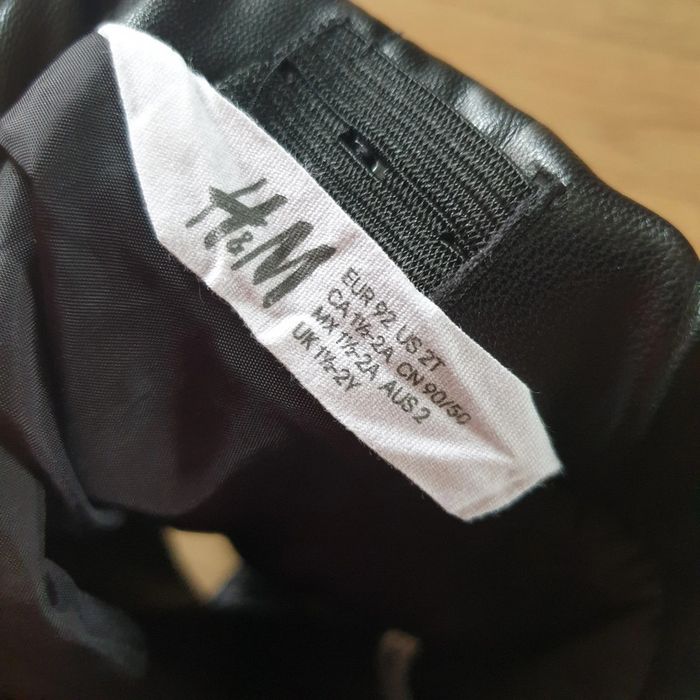 H&M
EUR 92 US 2T
CA 1½-2A CN 90/50
MX 1½-2A AUS 2
UK 1½-2Y